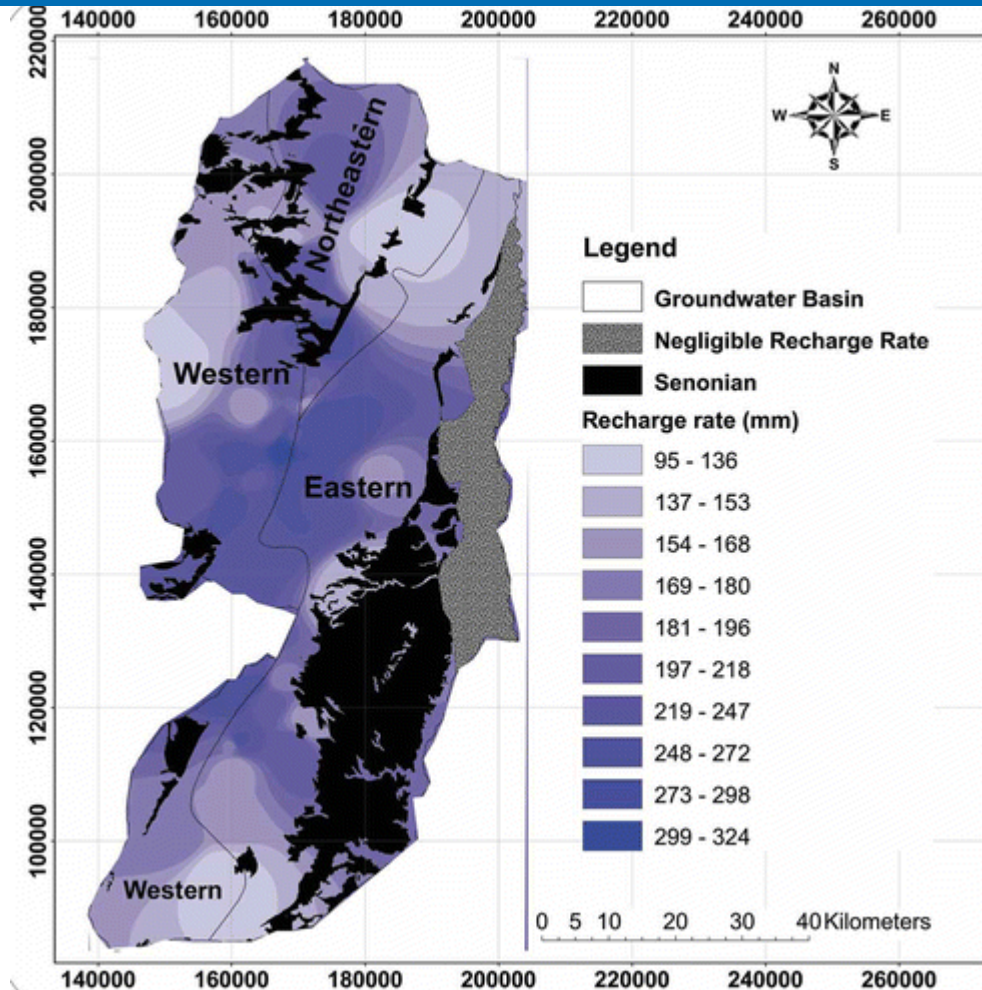 140000 160000 180000 200000 220000 240000 260000
220000
200000
180000
160000
140000
120000
100000
N
W E
S
Northeastern
Western
Eastern
Western
Legend
Groundwater Basin
Negligible Recharge Rate
Senonian
Recharge rate (mm)
95 - 136
137 - 153
154 - 168
169 - 180
181 - 196
197 - 218
219 - 247
248 - 272
273 - 298
299 - 324
0 5 10 20 30 40 Kilometers
140000 160000 180000 200000 220000 240000 260000